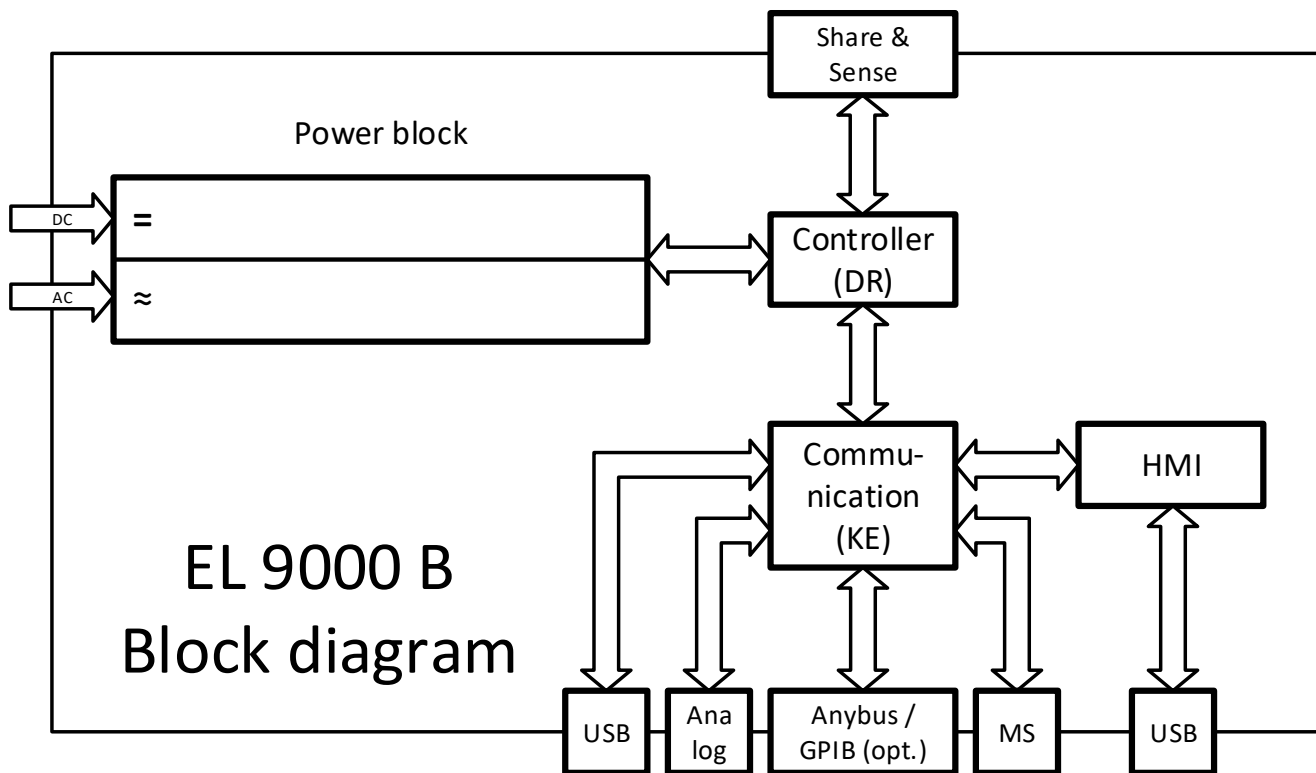 Share &
Sense
Power block
DC
=
AC
≈
Controller
(DR)
Commu-
nication
(KE)
HMI
EL 9000 B
Block diagram
USB
Ana
log
Anybus /
GPIB (opt.)
MS
USB